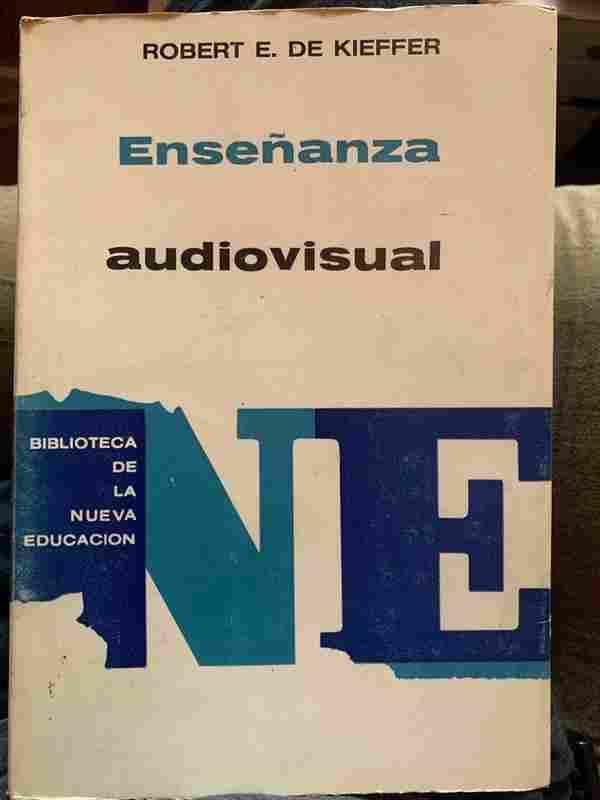 ROBERT E. DE KIEFFER
Enseñanza
audiovisual
BIBLIOTECA
DE
LA
NUEVA
EDUCACION
NE